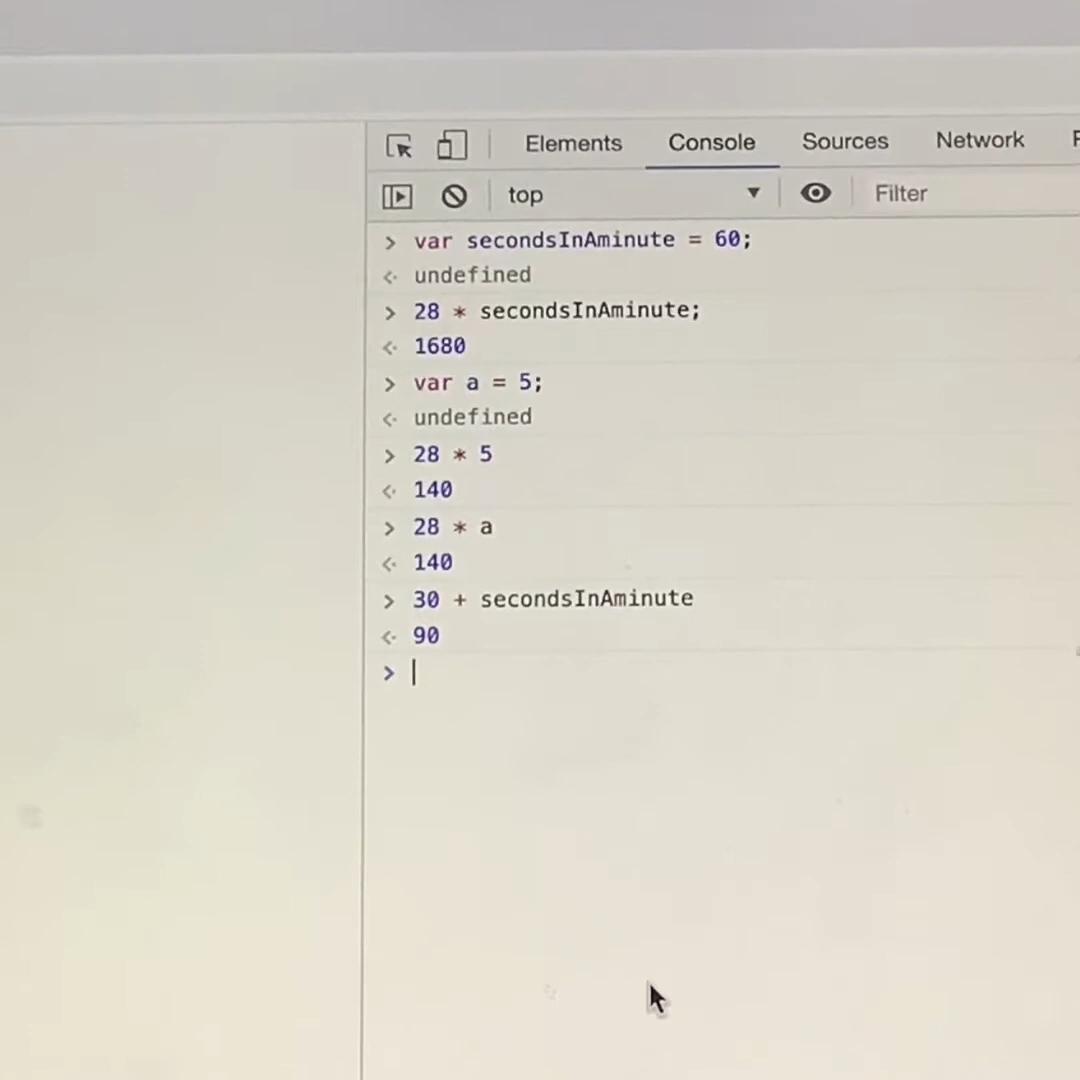 Elements Console Sources Network
top ▼ Filter
> var secondsInAminute = 60;
<· undefined
> 28 * secondsInAminute;
<· 1680
> var a = 5;
<· undefined
> 28 * 5
<· 140
> 28 * a
<· 140
> 30 + secondsInAminute
<· 90
>